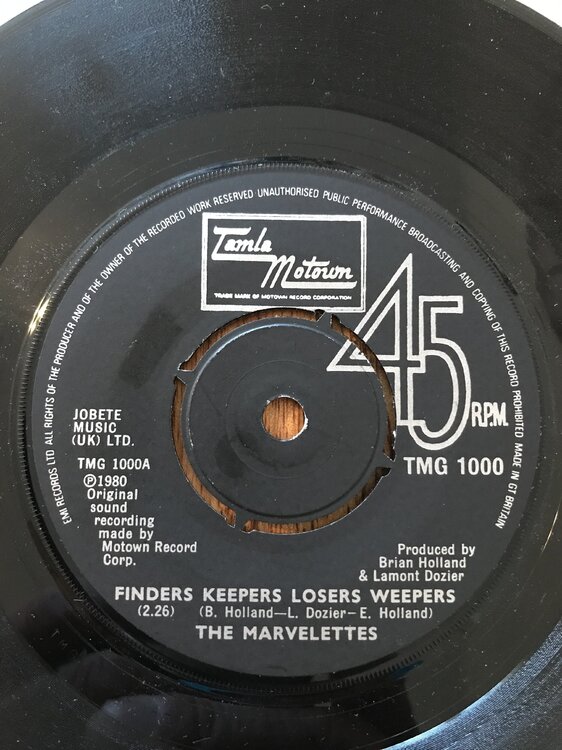 EMI RECORDS LTD ALL RIGHTS OF THE PRODUCER AND OF THE OWNER OF THE RECORDED WORK RESERVED UNAUTHORISED PUBLIC PERFORMANCE BROADCASTING AND COPYING OF THIS RECORD PROHIBITED MADE IN GT BRITAIN
Tamla
Motown
TRADE MARK OF MOTOWN RECORD CORPORATION
45
R.P.M.
JOBETE
MUSIC
(UK) LTD.
TMG 1000A
℗1980
Original
sound
recording
made by
Motown Record
Corp.
TMG 1000
Produced by
Brian Holland
& Lamont Dozier
FINDERS KEEPERS LOSERS WEEPERS
(2.26) (B. Holland—L. Dozier—E. Holland)
THE MARVELETTES